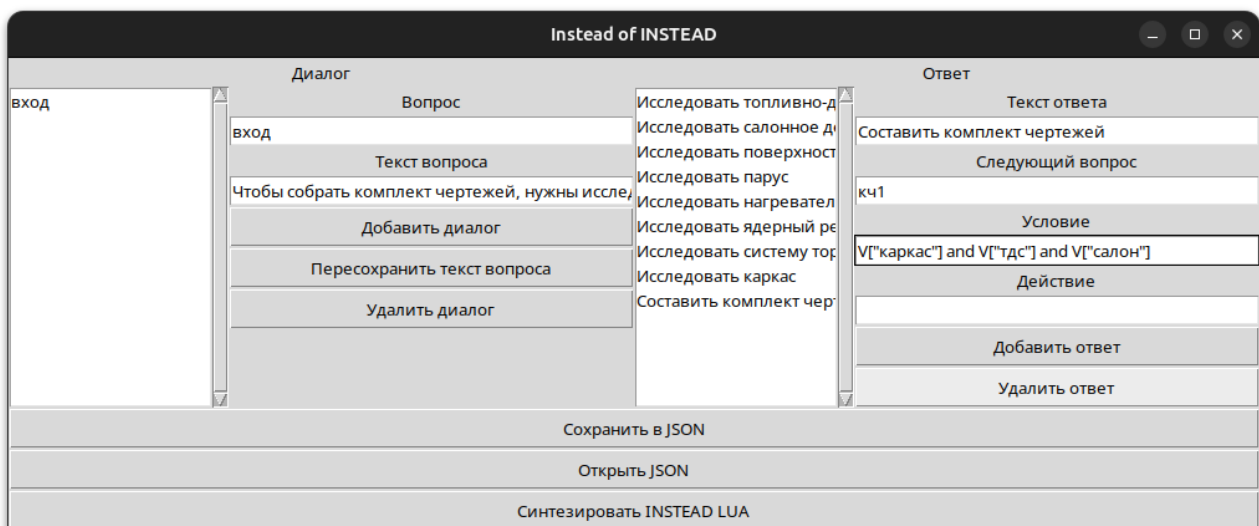 Instead of INSTEAD
Диалог
Ответ
вход
Вопрос
вход
Текст вопроса
Чтобы собрать комплект чертежей, нужны иссле
Добавить диалог
Пересохранить текст вопроса
Удалить диалог
Исследовать топливно-д
Исследовать салонное
Исследовать поверхност
Исследовать парус
Исследовать нагревател
Исследовать ядерный ре
Исследовать систему тор
Исследовать каркас
Составить комплект чер
Текст ответа
Составить комплект чертежей
Следующий вопрос
кч1
Условие
V["каркас"] and V["тдс"] and V["салон"]
Действие
Добавить ответ
Удалить ответ
Сохранить в JSON
Открыть JSON
Синтезировать INSTEAD LUA